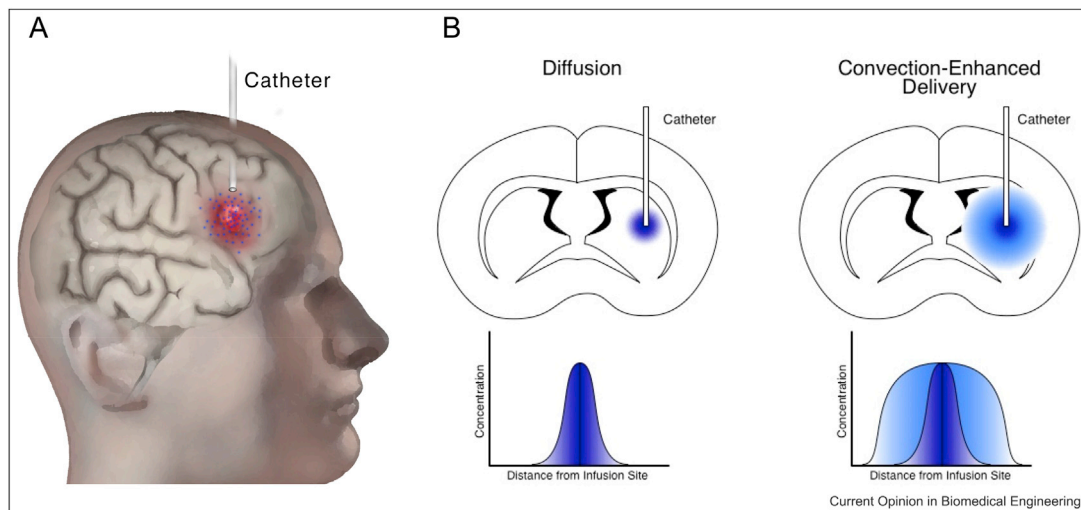 A
Catheter
B
Diffusion
Catheter
Concentration
Distance from Infusion Site
Convection-Enhanced
Delivery
Catheter
Concentration
Distance from Infusion Site
Current Opinion in Biomedical Engineering